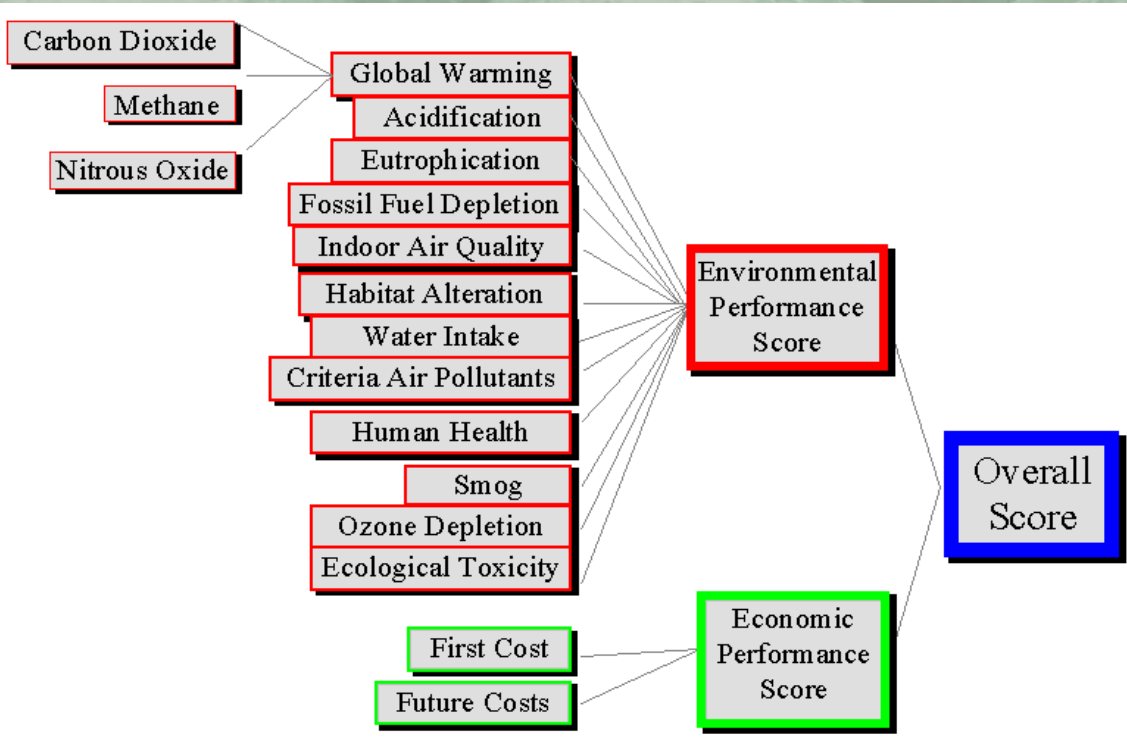 Carbon Dioxide
Methane
Nitrous Oxide
Global Warming
Acidification
Eutrophication
Fossil Fuel Depletion
Indoor Air Quality
Habitat Alteration
Water Intake
Criteria Air Pollutants
Human Health
Smog
Ozone Depletion
Ecological Toxicity
First Cost
Future Costs
Environmental
Performance
Score
Economic
Performance
Score
Overall
Score